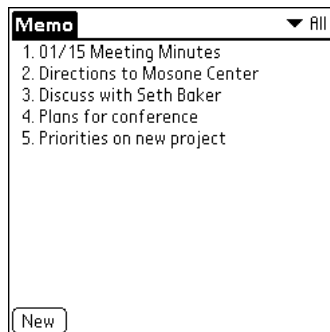 Memo
All
1. 01/15 Meeting Minutes
2. Directions to Mosone Center
3. Discuss with Seth Baker
4. Plans for conference
5. Priorities on new project
New